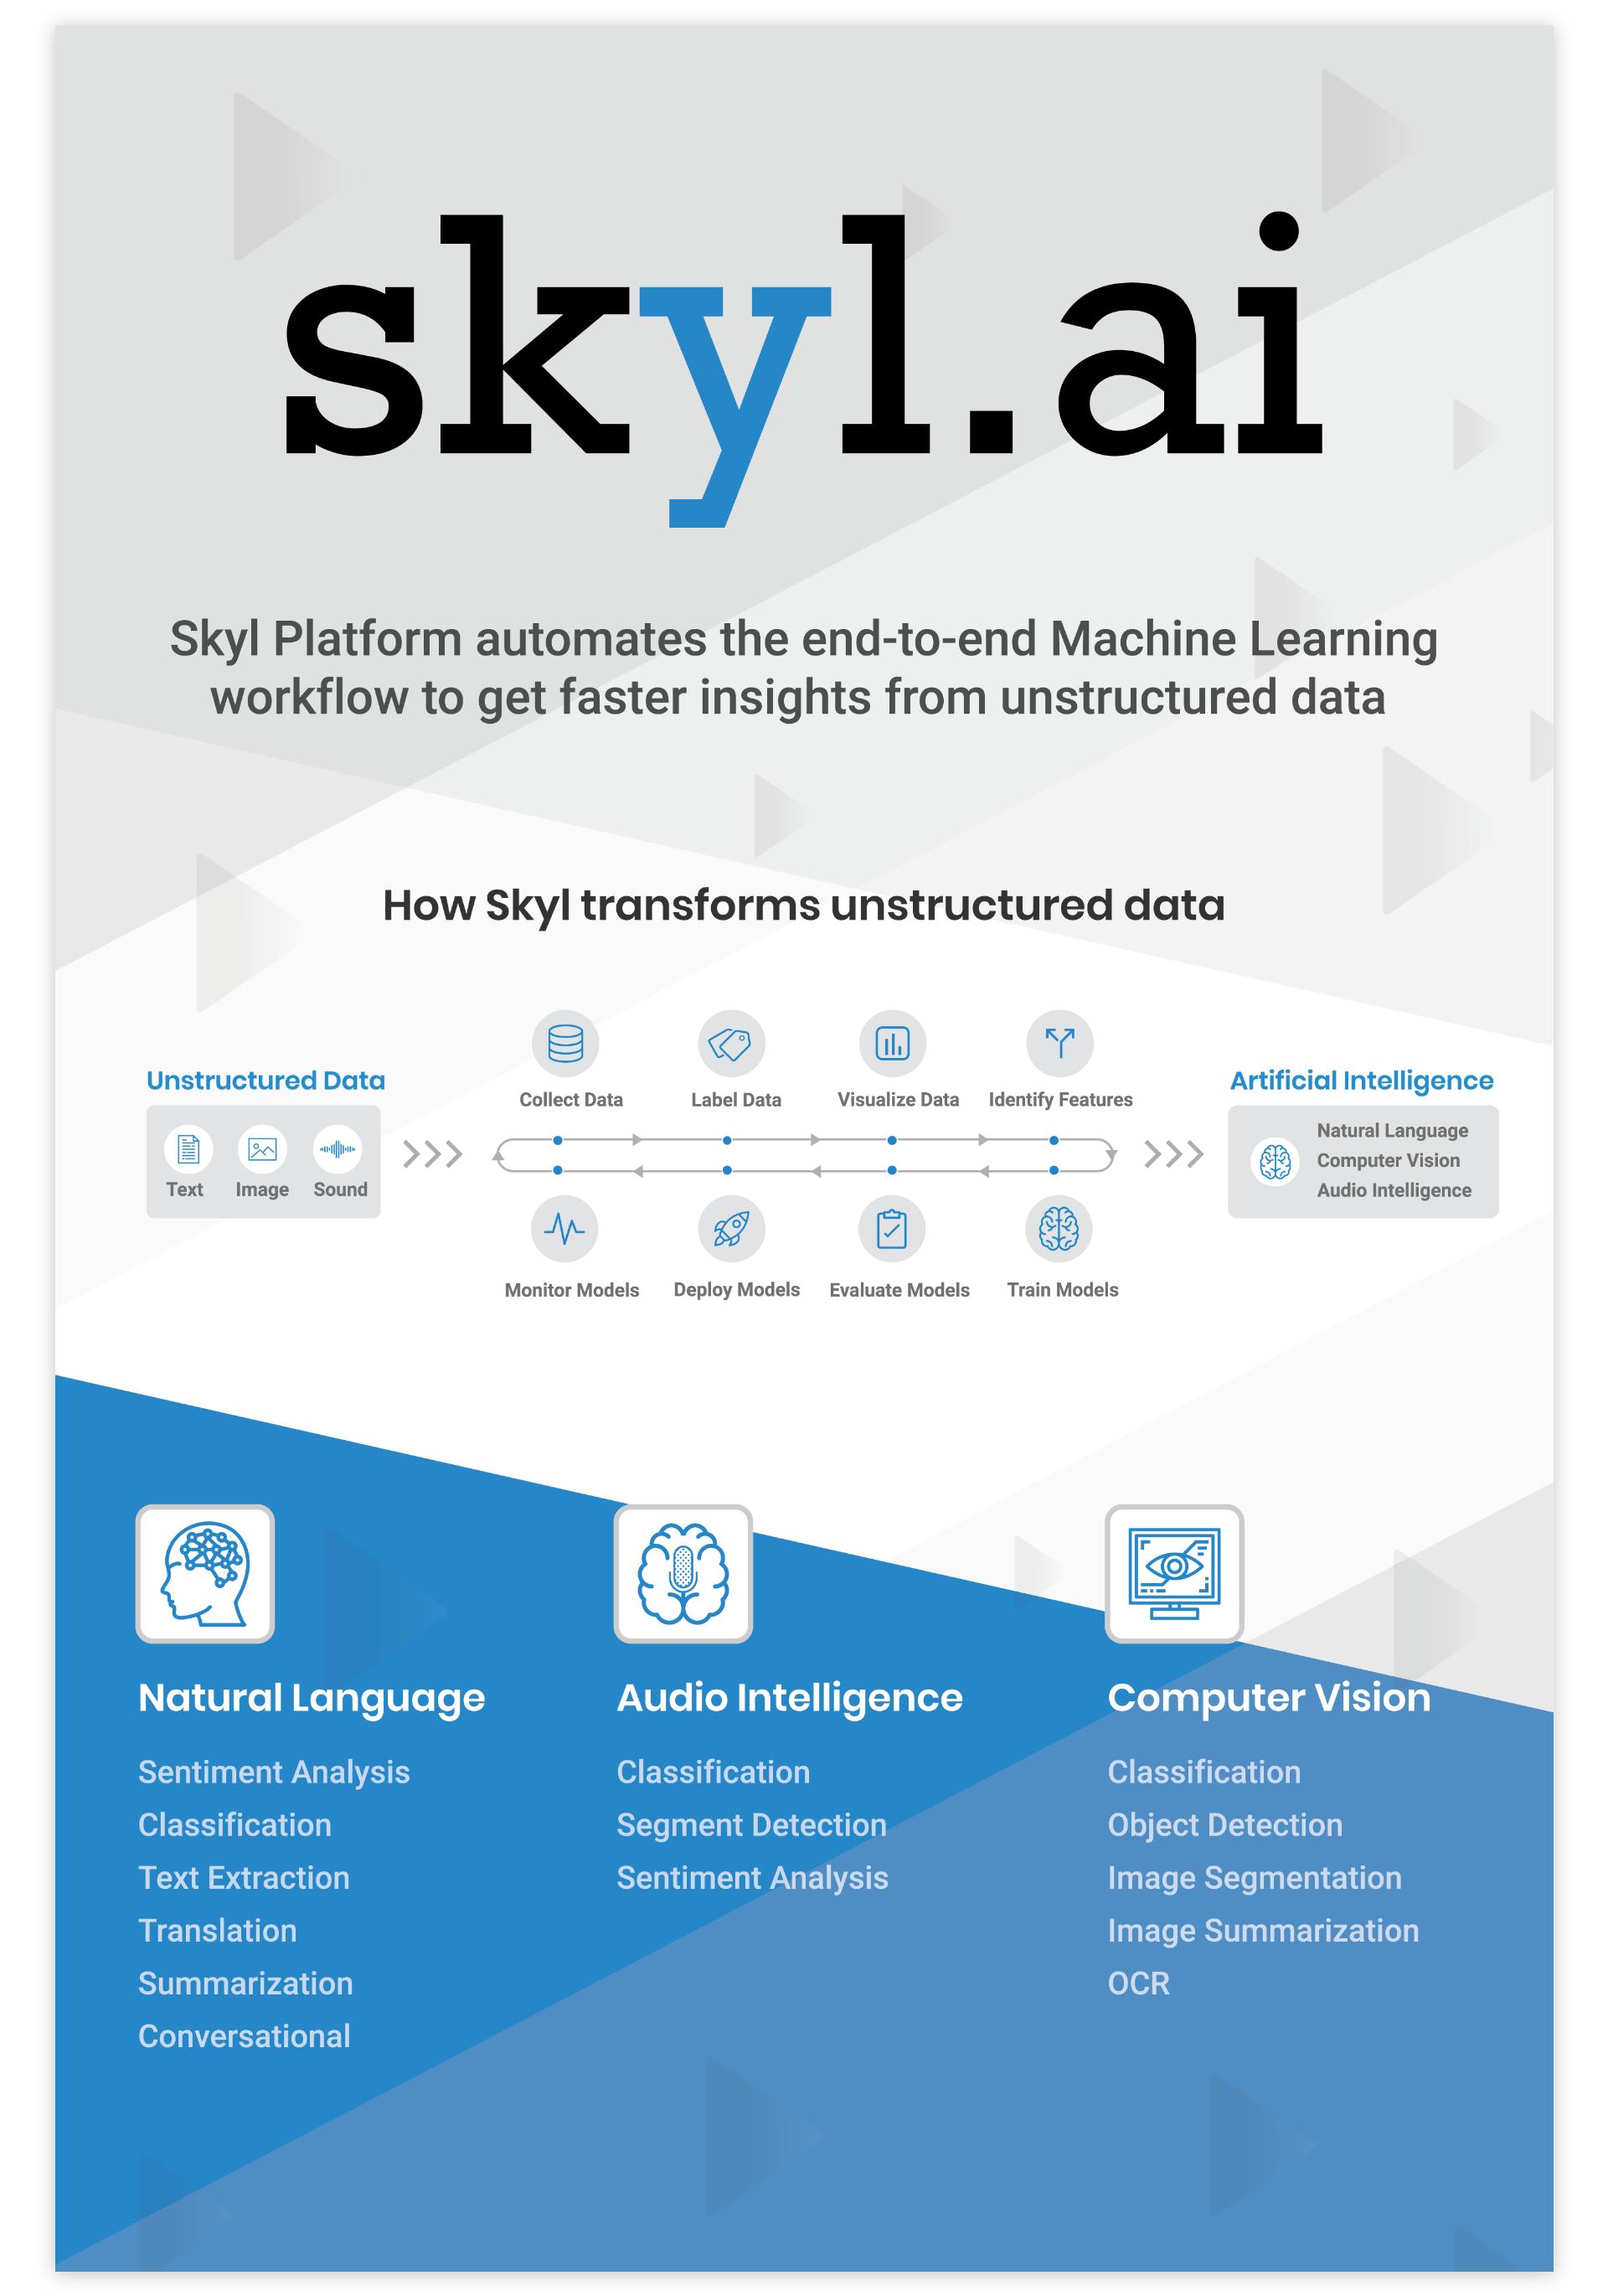 skyl.ai
Skyl Platform automates the end-to-end Machine Learning
workflow to get faster insights from unstructured data
How Skyl transforms unstructured data
Unstructured Data
Text
Image
Sound
Collect Data
Label Data
Visualize Data
Identify Features
Monitor Models
Deploy Models
Evaluate Models
Train Models
Artificial Intelligence
Natural Language
Computer Vision
Audio Intelligence
Natural Language
Sentiment Analysis
Classification
Text Extraction
Translation
Summarization
Conversational
Audio Intelligence
Classification
Segment Detection
Sentiment Analysis
Computer Vision
Classification
Object Detection
Image Segmentation
Image Summarization
OCR